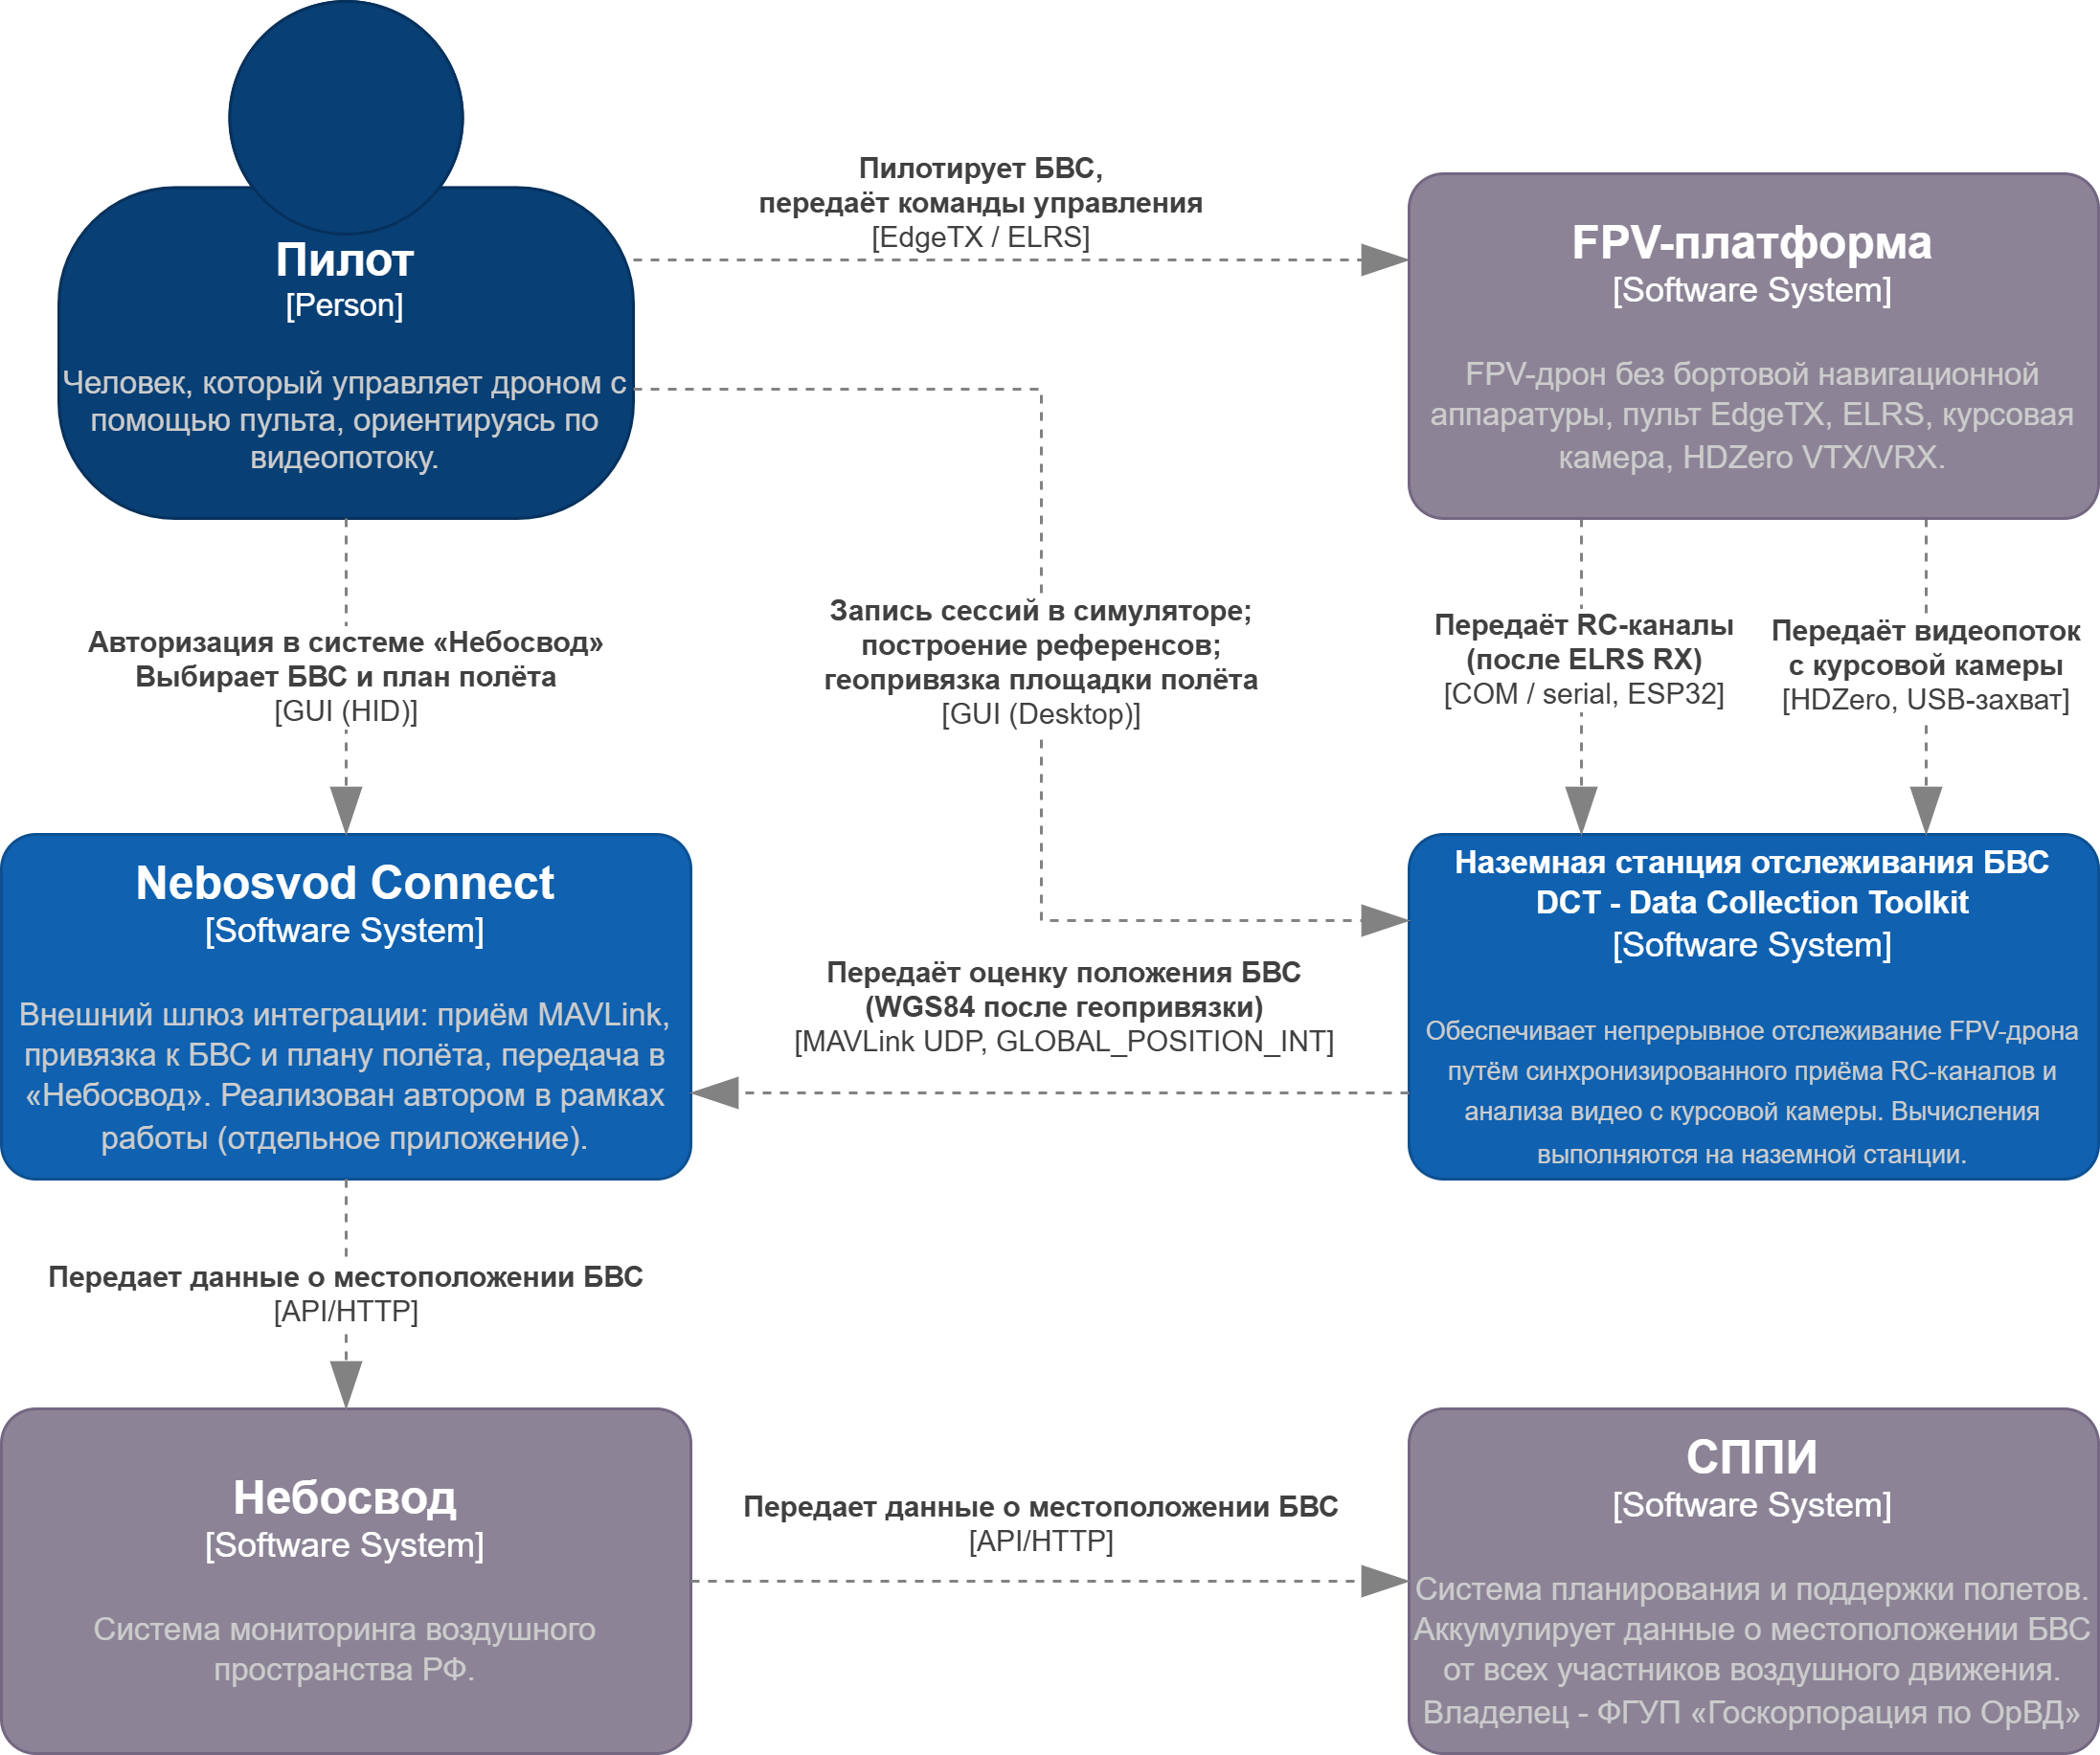 Пилот
[Person]
Человек, который управляет дроном с
помощью пульта, ориентируясь по
видеопотоку.
Пилотирует БВС,
передаёт команды управления
[EdgeTX / ELRS]
FPV-платформа
[Software System]
FPV-дрон без бортовой навигационной
аппаратуры, пульт EdgeTX, ELRS, курсовая
камера, HDZero VTX/VRX.
Авторизация в системе «Небосвод»
Выбирает БВС и план полёта
[GUI (HID)]
Запись сессий в симуляторе;
построение референсов;
геопривязка площадки полёта
[GUI (Desktop)]
Передаёт RC-каналы
(после ELRS RX)
[COM / serial, ESP32]
Передаёт видеопоток
с курсовой камеры
[HDZero, USB-захват]
Nebosvod Connect
[Software System]
Внешний шлюз интеграции: приём MAVLink,
привязка к БВС и плану полёта, передача в
«Небосвод». Реализован автором в рамках
работы (отдельное приложение).
Передаёт оценку положения БВС
(WGS84 после геопривязки)
[MAVLink UDP, GLOBAL_POSITION_INT]
Наземная станция отслеживания БВС
DCT - Data Collection Toolkit
[Software System]
Обеспечивает непрерывное отслеживание FPV-дрона
путём синхронизированного приёма RC-каналов и
анализа видео с курсовой камеры. Вычисления
выполняются на наземной станции.
Передает данные о местоположении БВС
[API/HTTP]
Небосвод
[Software System]
Система мониторинга воздушного
пространства РФ.
Передает данные о местоположении БВС
[API/HTTP]
СППИ
[Software System]
Система планирования и поддержки полетов.
Аккумулирует данные о местоположении БВС
от всех участников воздушного движения.
Владелец - ФГУП «Госкорпорация по ОрВД»